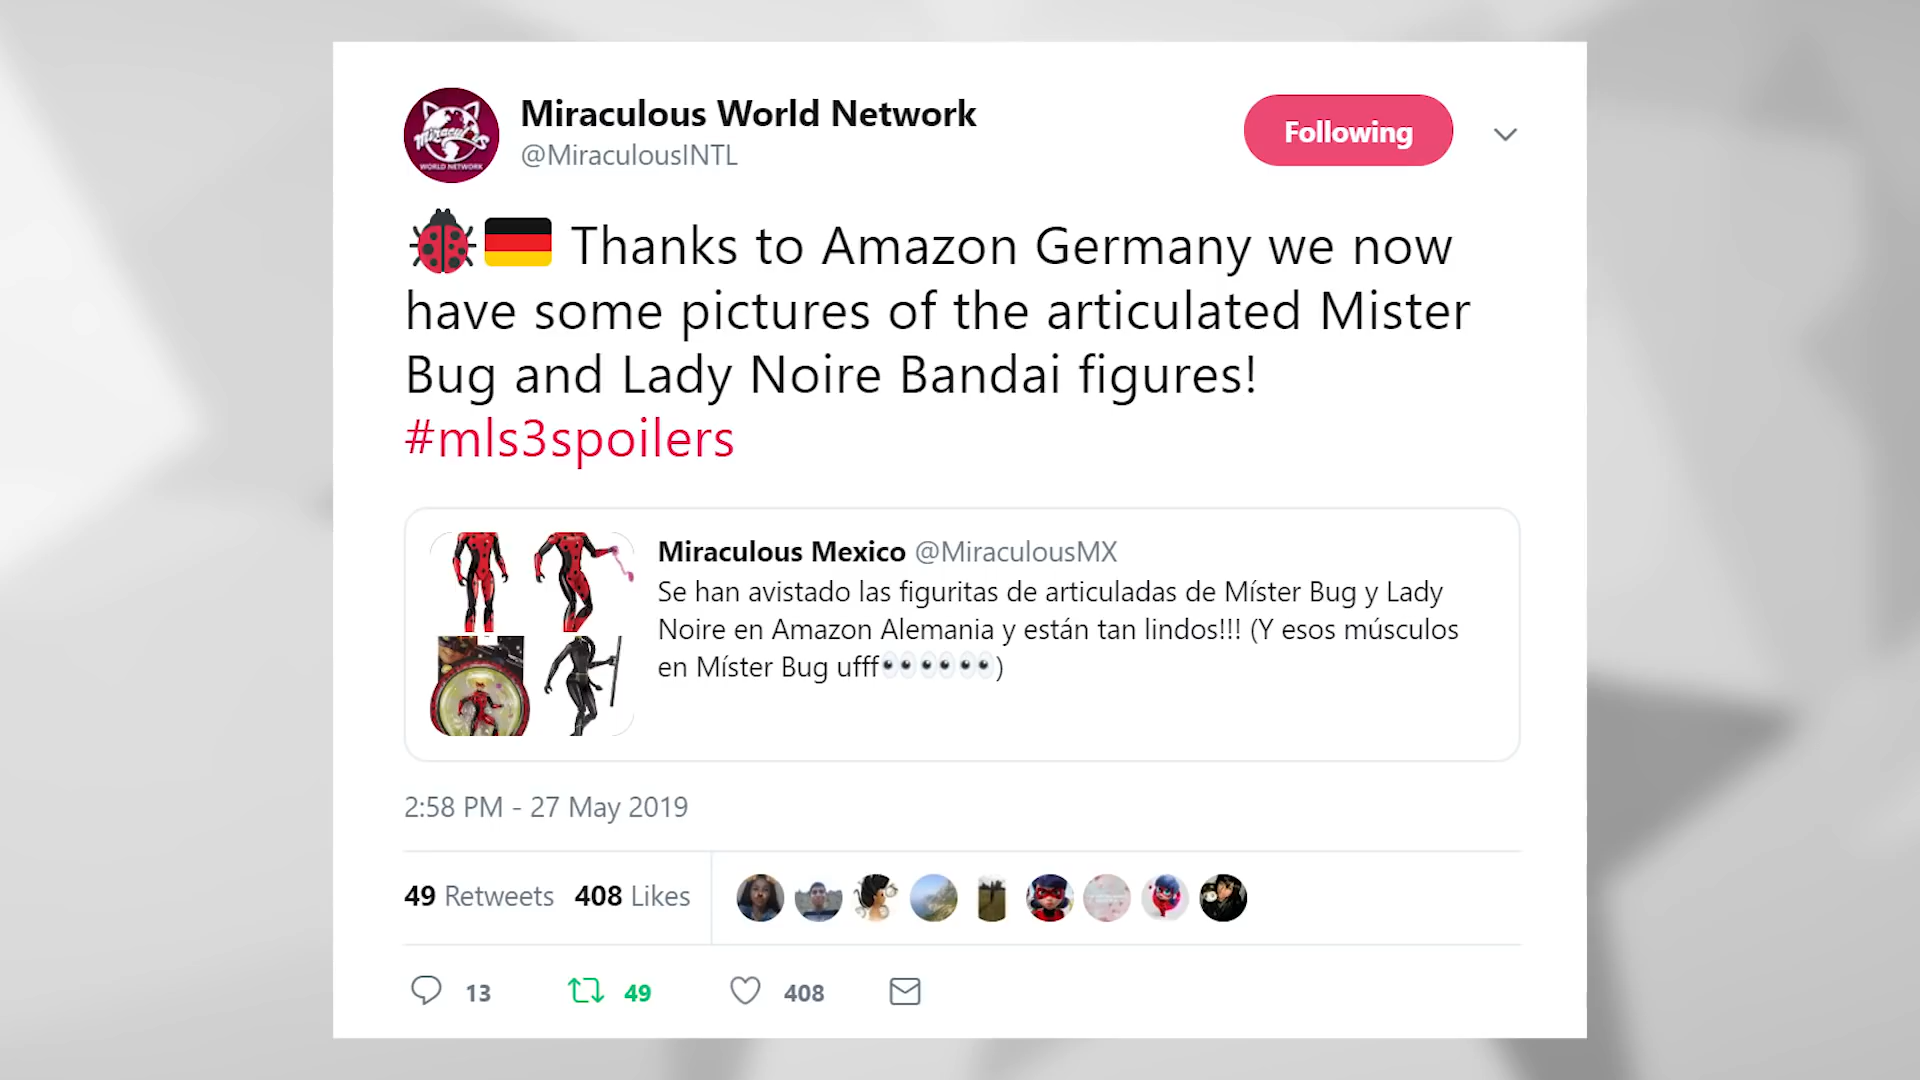 Miraculous World Network
@MiraculousINTL
Following
miraculous
WORLD NETWORK
🐞🇩🇪 Thanks to Amazon Germany we now
have some pictures of the articulated Mister
Bug and Lady Noire Bandai figures!
#mls3spoilers
Miraculous Mexico @MiraculousMX
Se han avistado las figuritas de articuladas de Míster Bug y Lady
Noire en Amazon Alemania y están tan lindos!!! (Y esos músculos
en Míster Bug ufff👀👀👀)
2:58 PM - 27 May 2019
49 Retweets 408 Likes
13 49 408